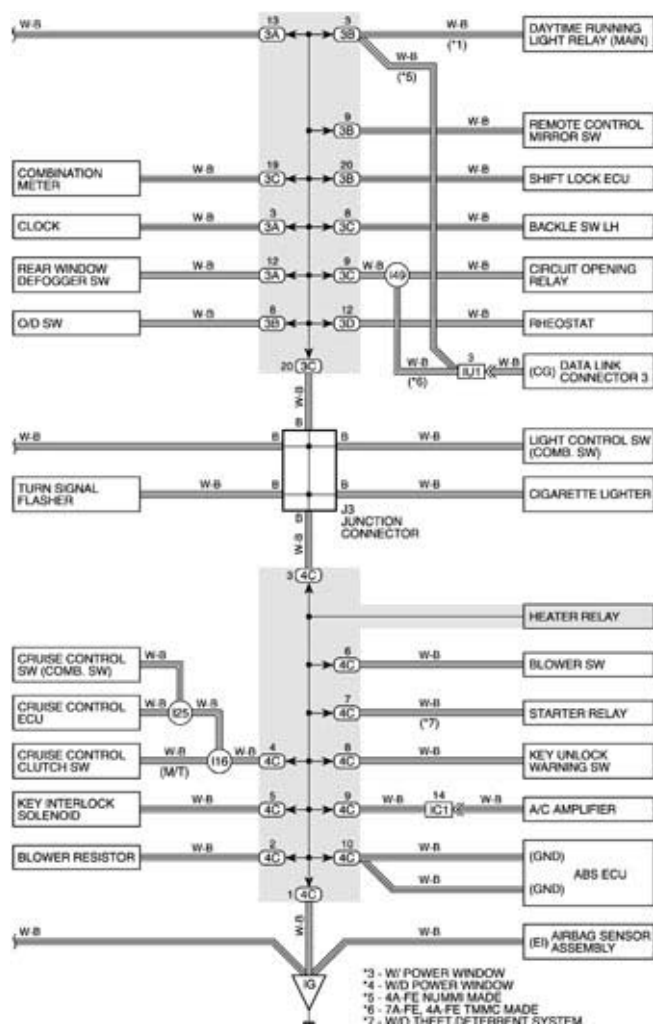 W-B 13 3A 3 3B W-B (*1) DAYTIME RUNNING
LIGHT RELAY (MAIN)
W-B
(*5)
9 3B W-B REMOTE CONTROL
MIRROR SW
COMBINATION
METER W-B 19 3C 20 3B W-B SHIFT LOCK ECU
CLOCK W-B 3 3A 8 3C W-B BACKLE SW LH
REAR WINDOW
DEFOGGER SW W-B 12 3A 9 3C W-B I49 W-B CIRCUIT OPENING
RELAY
O/D SW W-B 8 3B 12 3D W-B RHEOSTAT
20 3C W-B (*6) 3 IU1 W-B (CG) DATA LINK
CONNECTOR 3
W-B
B
W-B B B W-B LIGHT CONTROL SW
(COMB. SW)
TURN SIGNAL
FLASHER W-B B B W-B CIGARETTE LIGHTER
B
J3
JUNCTION
CONNECTOR
W-B
3 4C
HEATER RELAY
CRUISE CONTROL
SW (COMB. SW) W-B 6 4C W-B BLOWER SW
CRUISE CONTROL
ECU W-B I25 W-B 7 4C W-B (*7) STARTER RELAY
CRUISE CONTROL
CLUTCH SW W-B (M/T) I16 W-B 4 4C 8 4C W-B KEY UNLOCK
WARNING SW
KEY INTERLOCK
SOLENOID W-B 5 4C 9 4C W-B 14 IC1 W-B A/C AMPLIFIER
BLOWER RESISTOR W-B 2 4C 10 4C W-B (GND)
ABS ECU
W-B (GND)
1 4C
W-B
W-B W-B (EI) AIRBAG SENSOR
ASSEMBLY
IG
*3 - W/ POWER WINDOW
*4 - W/D POWER WINDOW
*5 - 4A-FE NUMMI MADE
*6 - 7A-FE, 4A-FE TMMC MADE
*7 - W/D THEFT DETERRENT SYSTEM